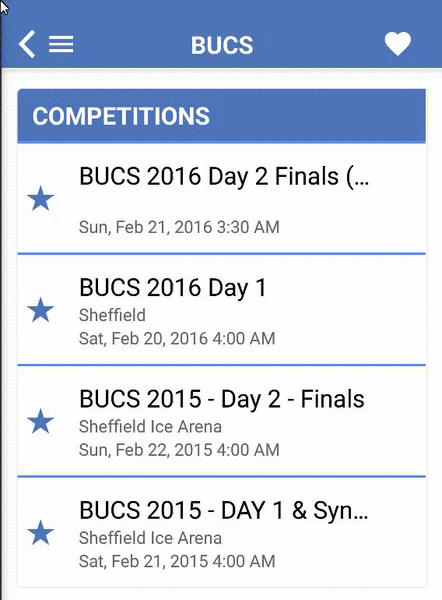 BUCS
COMPETITIONS
BUCS 2016 Day 2 Finals (...
Sun, Feb 21, 2016 3:30 AM
BUCS 2016 Day 1
Sheffield
Sat, Feb 20, 2016 4:00 AM
BUCS 2015 - Day 2 - Finals
Sheffield Ice Arena
Sun, Feb 22, 2015 4:00 AM
BUCS 2015 - DAY 1 & Syn...
Sheffield Ice Arena
Sat, Feb 21, 2015 4:00 AM